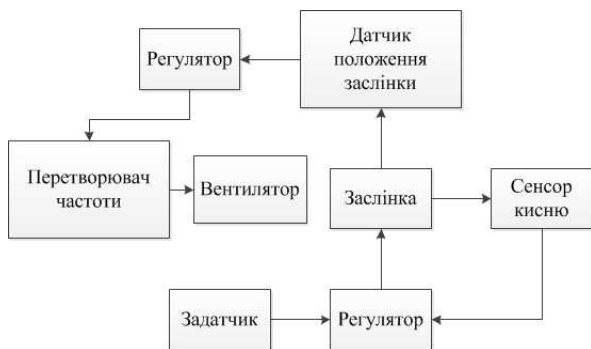 Датчик
положення
заслінки
Регулятор
Перетворювач
частоти
Вентилятор
Заслінка
Сенсор
кисню
Задатчик
Регулятор